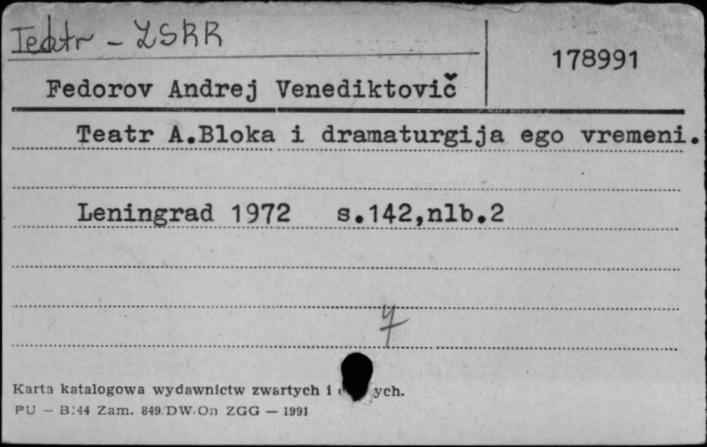 Teatr - ZSRR
178991
Fedorov Andrej Venediktovič
Teatr A.Bloka i dramaturgija ego vremeni.
Leningrad 1972 s.142,nlb.2
Karta katalogowa wydawnictw zwartych i ych.
PU — B:44 Zam. 849/DW/On ZGG — 1991